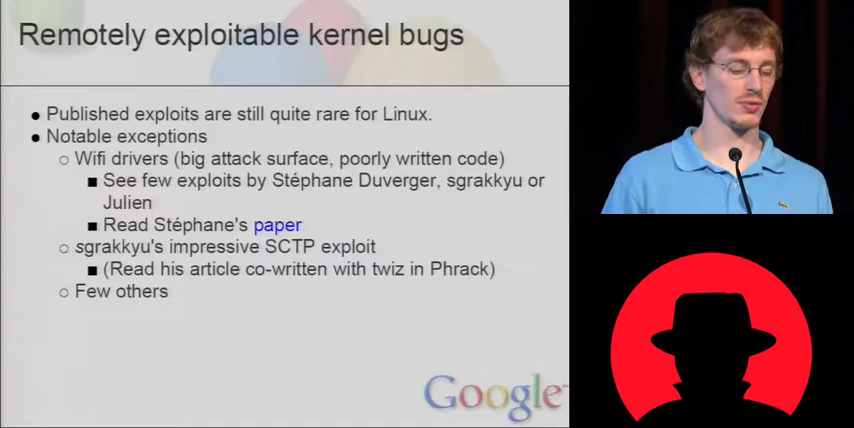 Remotely exploitable kernel bugs
● Published exploits are still quite rare for Linux.
● Notable exceptions
○ Wifi drivers (big attack surface, poorly written code)
■ See few exploits by Stéphane Duverger, sgrakkyu or
Julien
■ Read Stéphane's paper
○ sgrakkyu's impressive SCTP exploit
■ (Read his article co-written with twiz in Phrack)
○ Few others
Google